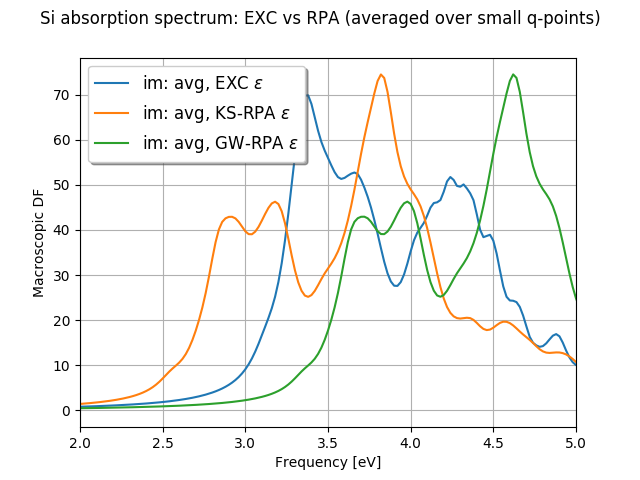 Si absorption spectrum: EXC vs RPA (averaged over small q-points)
im: avg, EXC ε
im: avg, KS-RPA ε
im: avg, GW-RPA ε
Macroscopic DF
70
60
50
40
30
20
10
0
2.0 2.5 3.0 3.5 4.0 4.5 5.0
Frequency [eV]